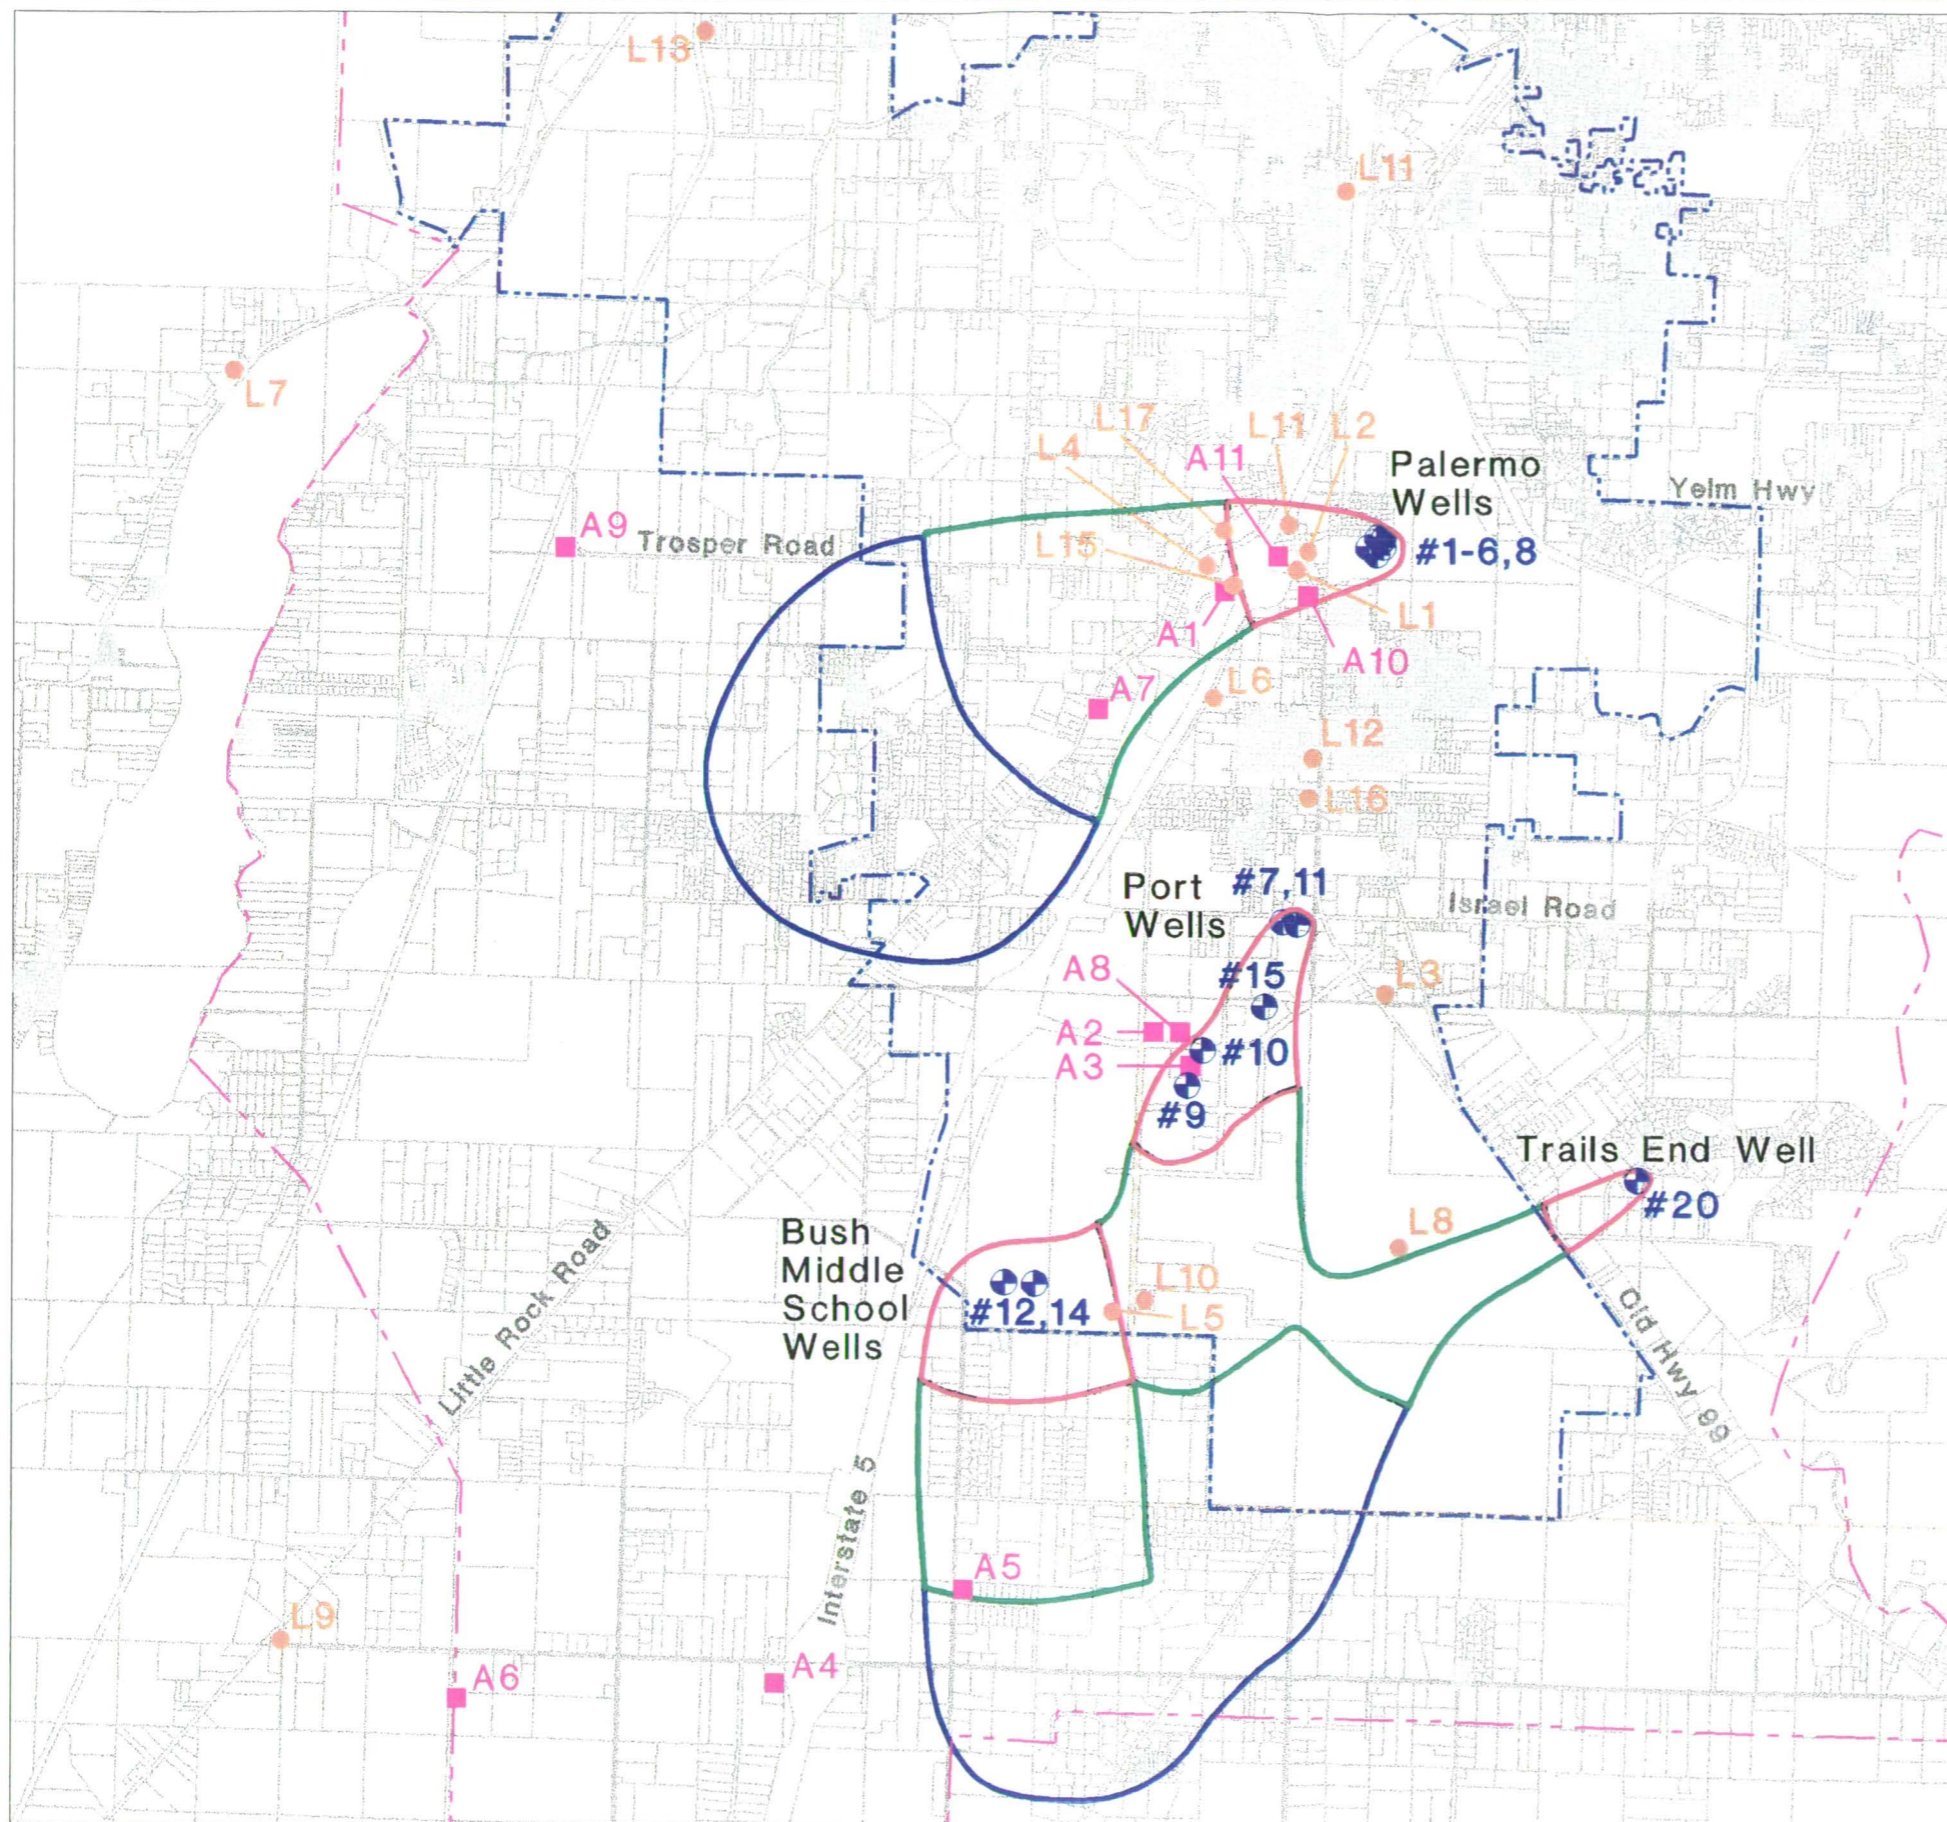 L13
L11
L7
L17
L11
L2
L4
A11
Palermo
Wells
Yelm Hwy
A9
Trosper Road
L15
#1-6,8
L1
A1
A10
A7
L6
L12
L16
Port
Wells
#7,11
Israel Road
A8
#15
L3
A2
#10
A3
#9
Trails End Well
#20
Bush
Middle
School
Wells
L8
Little Rock Road
L10
#12,14
L5
Old Hwy 99
Interstate 5
A5
L9
A6
A4